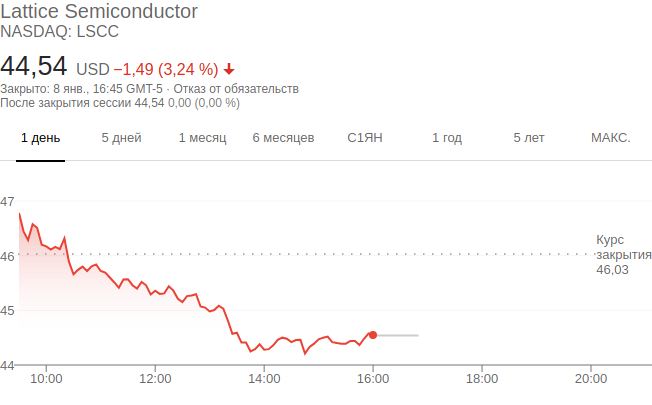 Lattice Semiconductor
NASDAQ: LSCC
44,54 USD −1,49 (3,24 %)
Закрыто: 8 янв., 16:45 GMT-5 · Отказ от обязательств
После закрытия сессии 44,54 0,00 (0,00 %)
1 день 5 дней 1 месяц 6 месяцев С1ЯН 1 год 5 лет МАКС.
47
Курс
46 закрытия
46,03
45
44
10:00 12:00 14:00 16:00 18:00 20:00